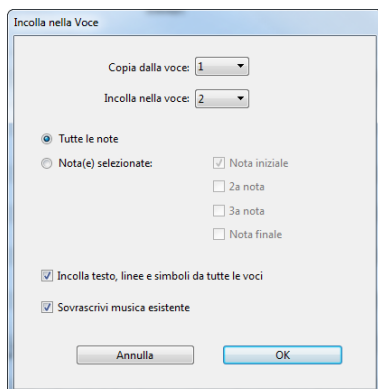 Incolla nella Voce
Copia dalla voce: 1
Incolla nella voce: 2
Tutte le note
Nota(e) selezionate: Nota iniziale
2a nota
3a nota
Nota finale
Incolla testo, linee e simboli da tutte le voci
Sovrascrivi musica esistente
Annulla OK